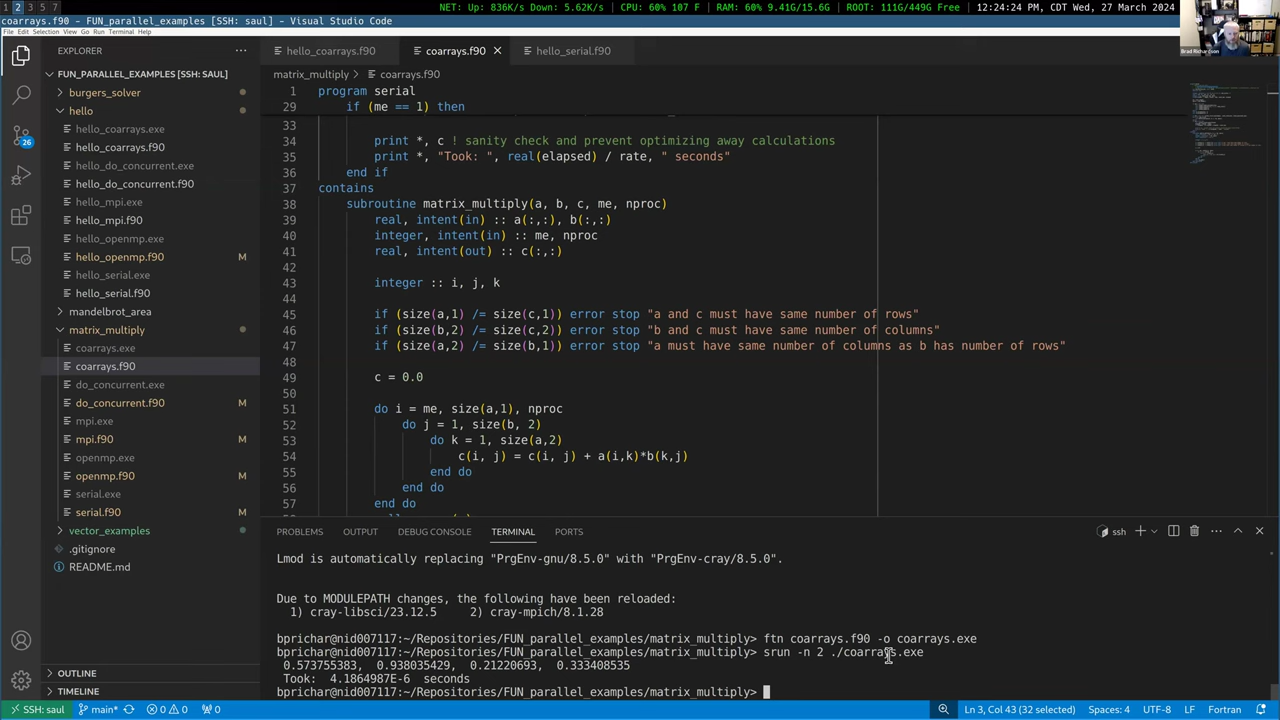 1 2 3 4 5 6 7 8 9 10
NET: Up: 836K/s Down: 5.62K/s CPU: 60% 107 F RAM: 9.41G/15.6G ROOT: 111G/449G Free 12:24:24 PM, CDT Wed, 27 March 2024
coarrays.f90 - FUN_PARALLEL_EXAMPLES [SSH: SAUL] - Visual Studio Code
File Edit Selection View Go Run Terminal Help
Brad Richardson
EXPLORER
hello_coarrays.f90 coarrays.f90 hello_serial.f90
FUN_PARALLEL_EXAMPLES [SSH: SAUL]
burgers_solver
hello
hello_coarrays.exe
hello_coarrays.f90
hello_do_concurrent.exe
hello_do_concurrent.f90
hello_mpi.exe
hello_mpi.f90
hello_openmp.exe
hello_openmp.f90 M
hello_serial.exe
hello_serial.f90
mandelbrot_area
matrix_multiply
coarrays.exe
coarrays.f90
do_concurrent.exe
do_concurrent.f90 M
mpi.exe
mpi.f90 M
openmp.exe
openmp.f90 M
serial.exe
serial.f90 M
vector_examples
.gitignore
README.md
26
OUTLINE
TIMELINE
matrix_multiply > coarrays.f90
1 program serial
29 if (me == 1) then
33
34 print *, c ! sanity check and prevent optimizing away calculations
35 print *, "Took: ", real(elapsed) / rate, " seconds"
36 end if
37 contains
38 subroutine matrix_multiply(a, b, c, me, nproc)
39 real, intent(in) :: a(:,:), b(:,:)
40 integer, intent(in) :: me, nproc
41 real, intent(out) :: c(:,:)
42
43 integer :: i, j, k
44
45 if (size(a,1) /= size(c,1)) error stop "a and c must have same number of rows"
46 if (size(b,2) /= size(c,2)) error stop "b and c must have same number of columns"
47 if (size(a,2) /= size(b,1)) error stop "a must have same number of columns as b has number of rows"
48
49 c = 0.0
50
51 do i = me, size(a,1), nproc
52 do j = 1, size(b, 2)
53 do k = 1, size(a,2)
54 c(i, j) = c(i, j) + a(i,k)*b(k,j)
55 end do
56 end do
57 end do
PROBLEMS OUTPUT DEBUG CONSOLE TERMINAL PORTS
ssh
Lmod is automatically replacing "PrgEnv-gnu/8.5.0" with "PrgEnv-cray/8.5.0".
Due to MODULEPATH changes, the following have been reloaded:
1) cray-libsci/23.12.5 2) cray-mpich/8.1.28
bprichar@nid007117:~/Repositories/FUN_parallel_examples/matrix_multiply> ftn coarrays.f90 -o coarrays.exe
bprichar@nid007117:~/Repositories/FUN_parallel_examples/matrix_multiply> srun -n 2 ./coarrays.exe
0.573755383, 0.938035429, 0.21220693, 0.333408535
Took: 4.1864987E-6 seconds
bprichar@nid007117:~/Repositories/FUN_parallel_examples/matrix_multiply>
SSH: saul main* 0 0 0 Ln 3, Col 43 (32 selected) Spaces: 4 UTF-8 LF Fortran